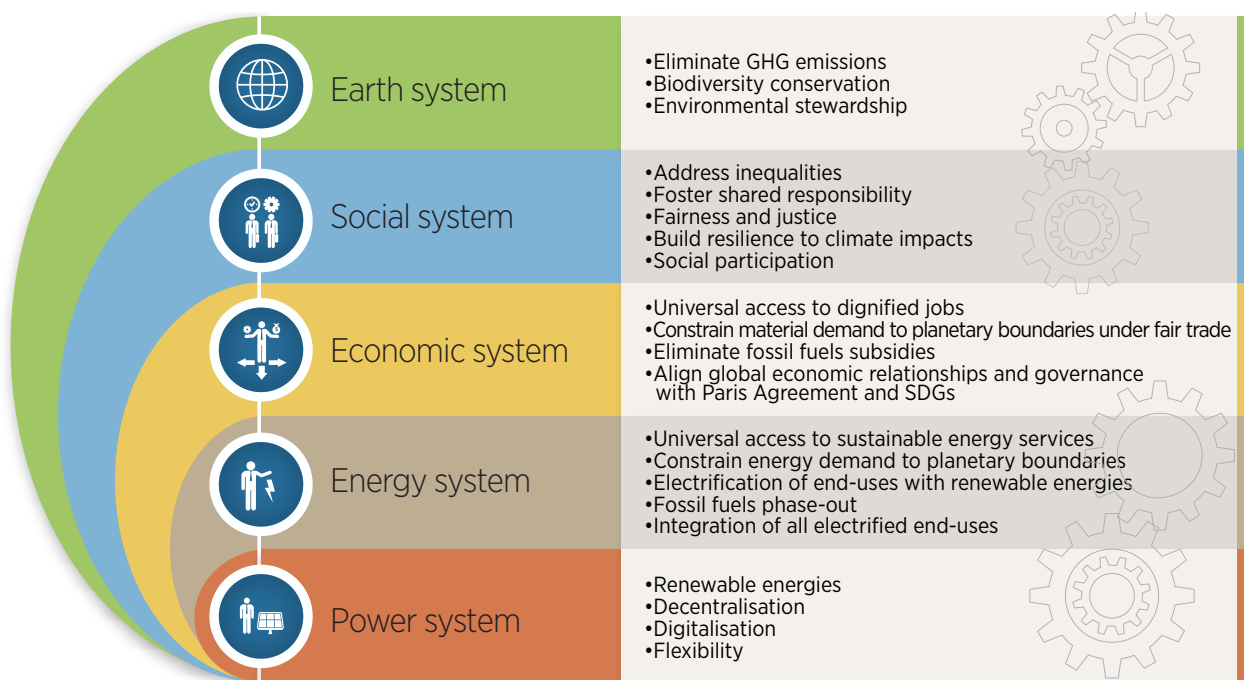 Earth system
•Eliminate GHG emissions
•Biodiversity conservation
•Environmental stewardship
Social system
•Address inequalities
•Foster shared responsibility
•Fairness and justice
•Build resilience to climate impacts
•Social participation
Economic system
•Universal access to dignified jobs
•Constrain material demand to planetary boundaries under fair trade
•Eliminate fossil fuels subsidies
•Align global economic relationships and governance
with Paris Agreement and SDGs
Energy system
•Universal access to sustainable energy services
•Constrain energy demand to planetary boundaries
•Electrification of end-uses with renewable energies
•Fossil fuels phase-out
•Integration of all electrified end-uses
Power system
•Renewable energies
•Decentralisation
•Digitalisation
•Flexibility